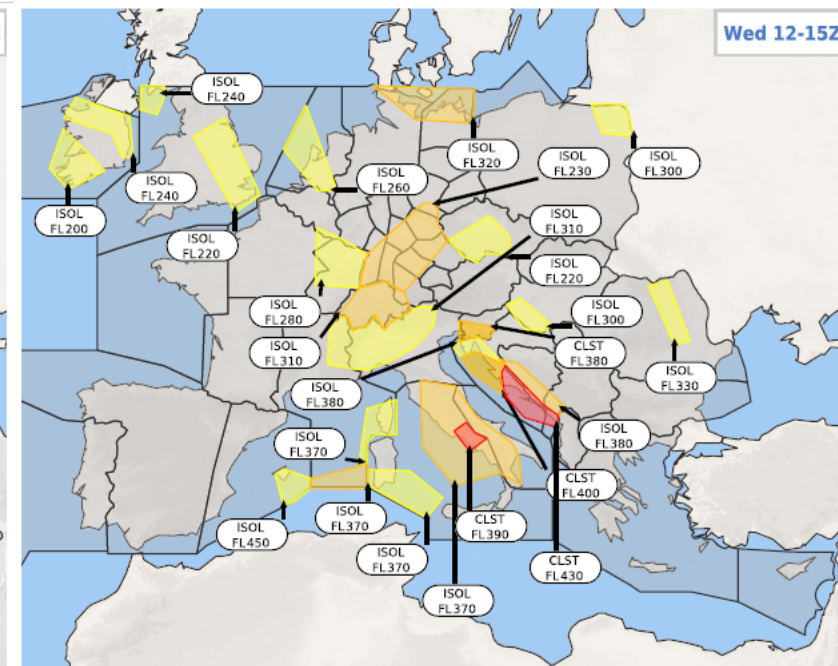 Wed 12-15Z
ISOL
FL240
ISOL
FL320
ISOL
FL230
ISOL
FL300
ISOL
FL240
ISOL
FL260
ISOL
FL200
ISOL
FL220
ISOL
FL310
ISOL
FL220
ISOL
FL280
ISOL
FL300
ISOL
FL310
CLST
FL380
ISOL
FL330
ISOL
FL380
ISOL
FL380
ISOL
FL370
CLST
FL400
ISOL
FL450
ISOL
FL370
CLST
FL390
ISOL
FL370
CLST
FL430
ISOL
FL370